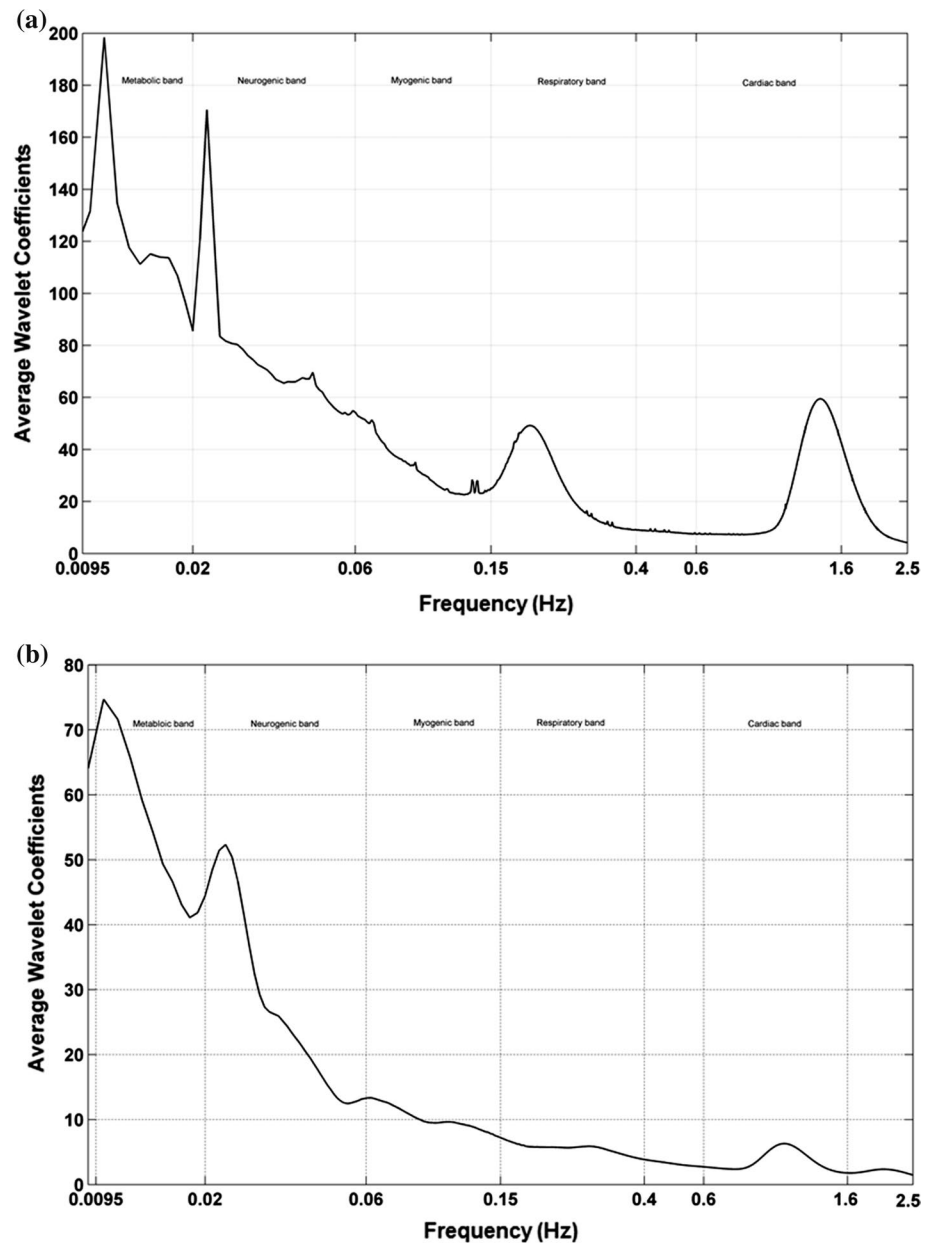 (a)
200
180
160
140
120
100
80
60
40
20
0
Average Wavelet Coefficients
Metabolic band Neurogenic band Myogenic band Respiratory band Cardiac band
0.0095 0.02 0.06 0.15 0.4 0.6 1.6 2.5
Frequency (Hz)
(b)
80
70
60
50
40
30
20
10
0
Average Wavelet Coefficients
Metabloic band Neurogenic band Myogenic band Respiratory band Cardiac band
0.0095 0.02 0.06 0.15 0.4 0.6 1.6 2.5
Frequency (Hz)